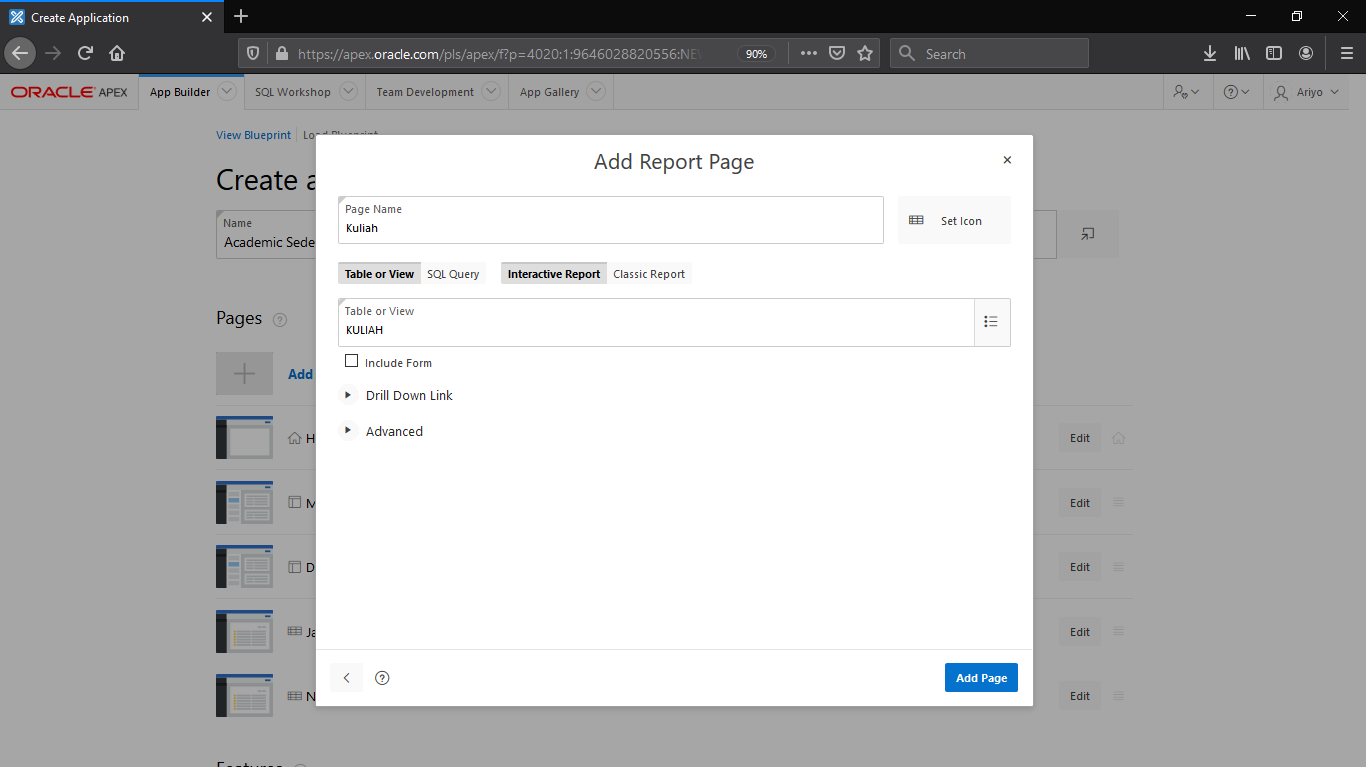 Create Application
https://apex.oracle.com/pls/apex/f?p=4020:1:9646028820556:NE
90%
Search
ORACLE APEX
App Builder
SQL Workshop
Team Development
App Gallery
Ariyo
View Blueprint
Load Blueprint
Create a
Name
Academic Sede
Pages
Add
H
Edit
M
Edit
D
Edit
Ja
Edit
N
Edit
Add Report Page
Page Name
Kuliah
Set Icon
Table or View
SQL Query
Interactive Report
Classic Report
Table or View
KULIAH
Include Form
Drill Down Link
Advanced
Add Page